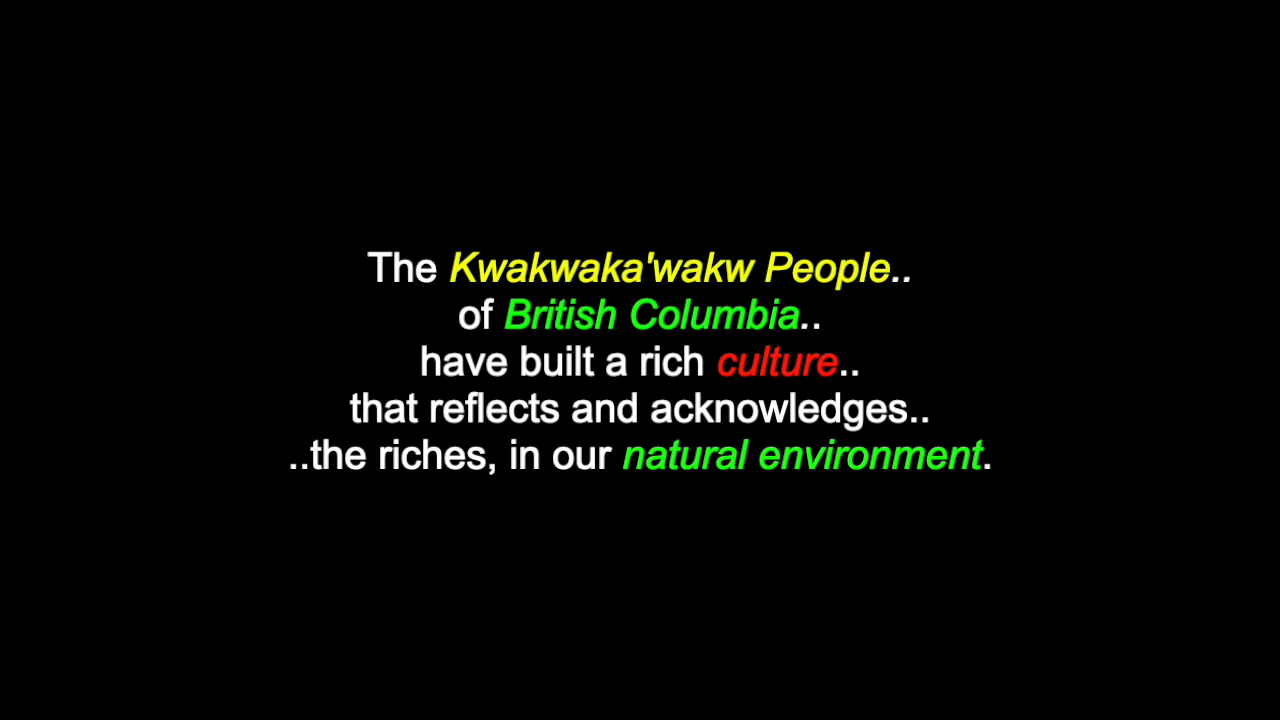 The Kwakwaka'wakw People..
of British Columbia..
have built a rich culture..
that reflects and acknowledges..
..the riches, in our natural environment.